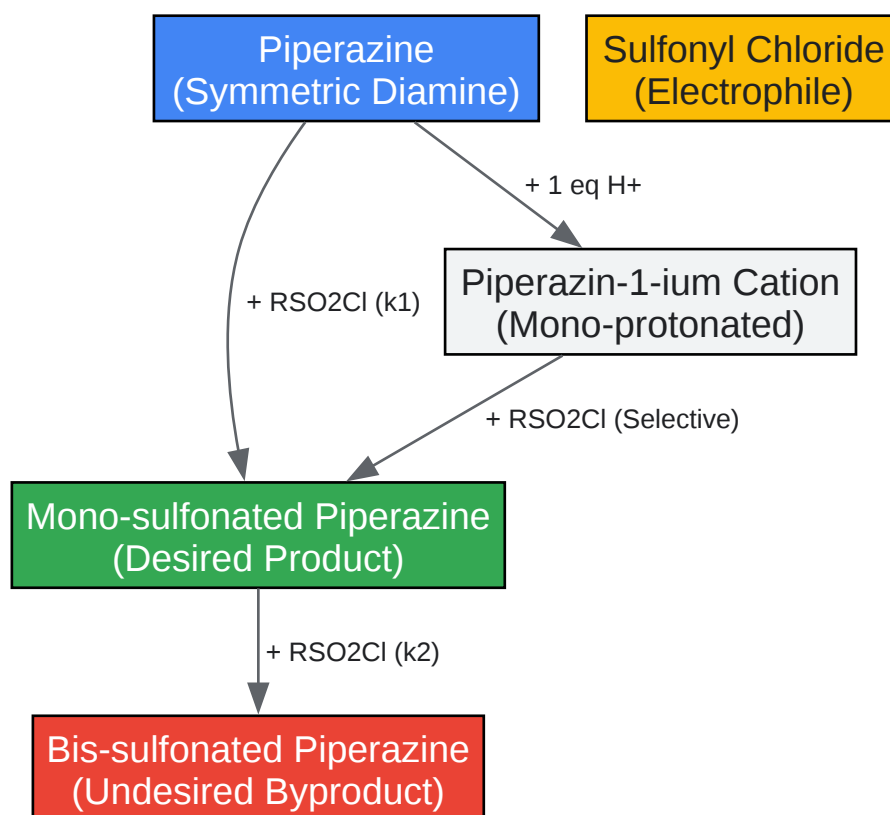 Piperazine
(Symmetric Diamine)
Sulfonyl Chloride
(Electrophile)
+ 1 eq H+
Piperazin-1-ium Cation
(Mono-protonated)
+ RSO2Cl (k1)
+ RSO2Cl (Selective)
Mono-sulfonated Piperazine
(Desired Product)
+ RSO2Cl (k2)
Bis-sulfonated Piperazine
(Undesired Byproduct)